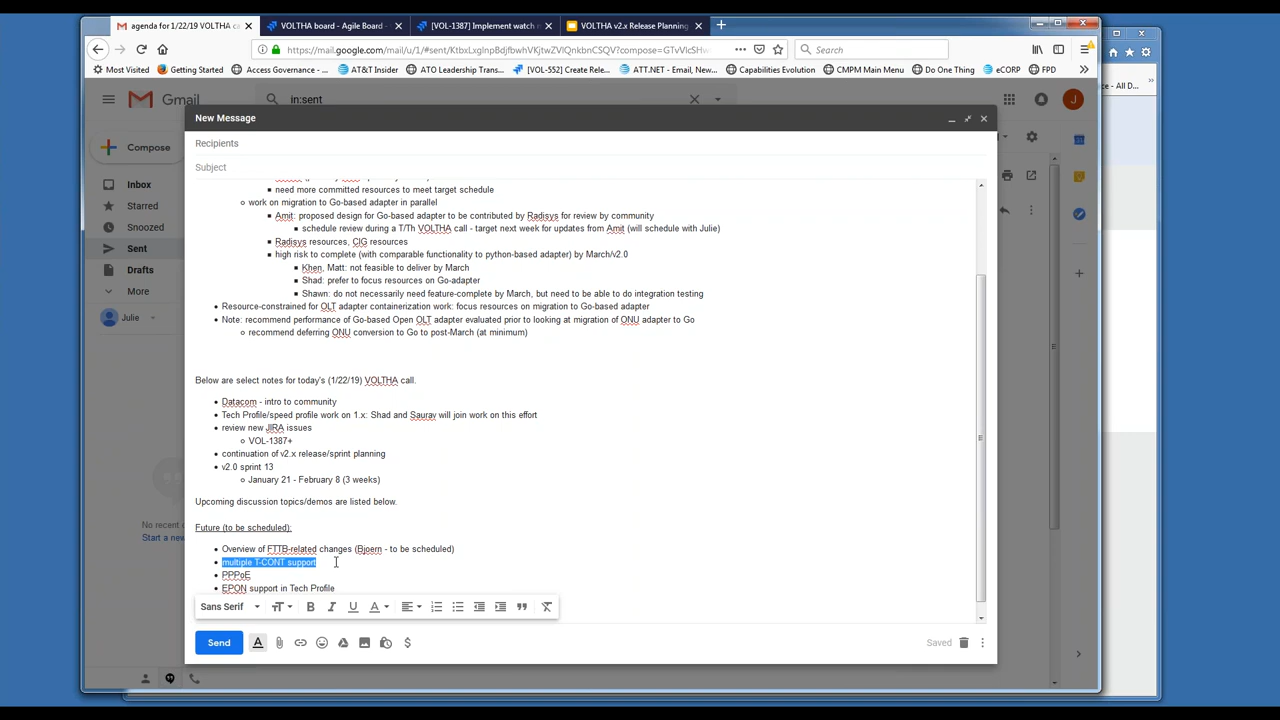 agenda for 1/22/19 VOLTHA cal
VOLTHA board - Agile Board -
[VOL-1387] Implement watch r
VOLTHA v2.x Release Planning
https://mail.google.com/mail/u/1/#sent/
Search
Most Visited
Getting Started
Access Governance - ...
AT&T Insider
ATO Leadership Trans...
[VOL-552] Create Rele...
ATT.NET - Email, New...
Capabilities Evolution
CMPM Main Menu
Do One Thing
eCORP
FPD
ce - All D...
Gmail
in:sent
J
Compose
Inbox
Starred
Snoozed
Sent
Drafts
More
Julie
No recent
Start a new
New Message
Recipients
Subject
need more committed resources to meet target schedule
work on migration to Go-based adapter in parallel
Amit: proposed design for Go-based adapter to be contributed by Radisys for review by community
schedule review during a T/Th VOLTHA call - target next week for updates from Amit (will schedule with Julie)
Radisys resources, CIG resources
high risk to complete (with comparable functionality to python-based adapter) by March/v2.0
Khen, Matt: not feasible to deliver by March
Shad: prefer to focus resources on Go-adapter
Shawn: do not necessarily need feature-complete by March, but need to be able to do integration testing
Resource-constrained for OLT adapter containerization work: focus resources on migration to Go-based adapter
Note: recommend performance of Go-based Open OLT adapter evaluated prior to looking at migration of ONU adapter to Go
recommend deferring ONU conversion to Go to post-March (at minimum)
Below are select notes for today's (1/22/19) VOLTHA call.
Datacom - intro to community
Tech Profile/speed profile work on 1.x: Shad and Saurav will join work on this effort
review new JIRA issues
VOL-1387+
continuation of v2.x release/sprint planning
v2.0 sprint 13
January 21 - February 8 (3 weeks)
Upcoming discussion topics/demos are listed below.
Future (to be scheduled):
Overview of FTTB-related changes (Bjoern - to be scheduled)
multiple T-CONT support
PPPoE
EPON support in Tech Profile
Sans Serif
Send
Saved